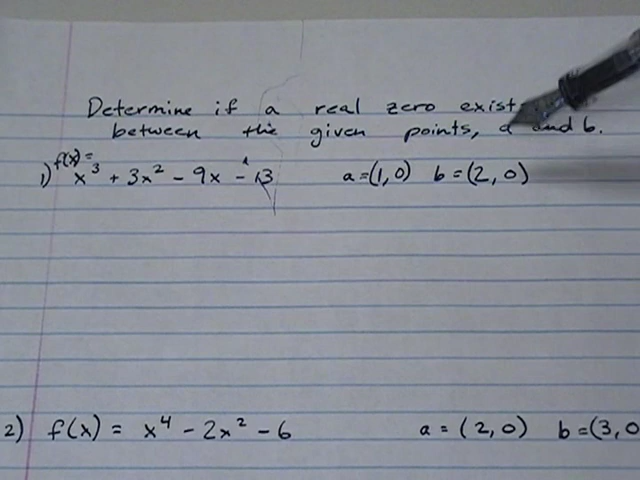 Determine if a real zero exists
between the given points, a and b.
1) f(x) = x³ + 3x² - 9x - 13 a = (1, 0) b = (2, 0)
2) f(x) = x⁴ - 2x² - 6 a = (2, 0) b = (3, 0